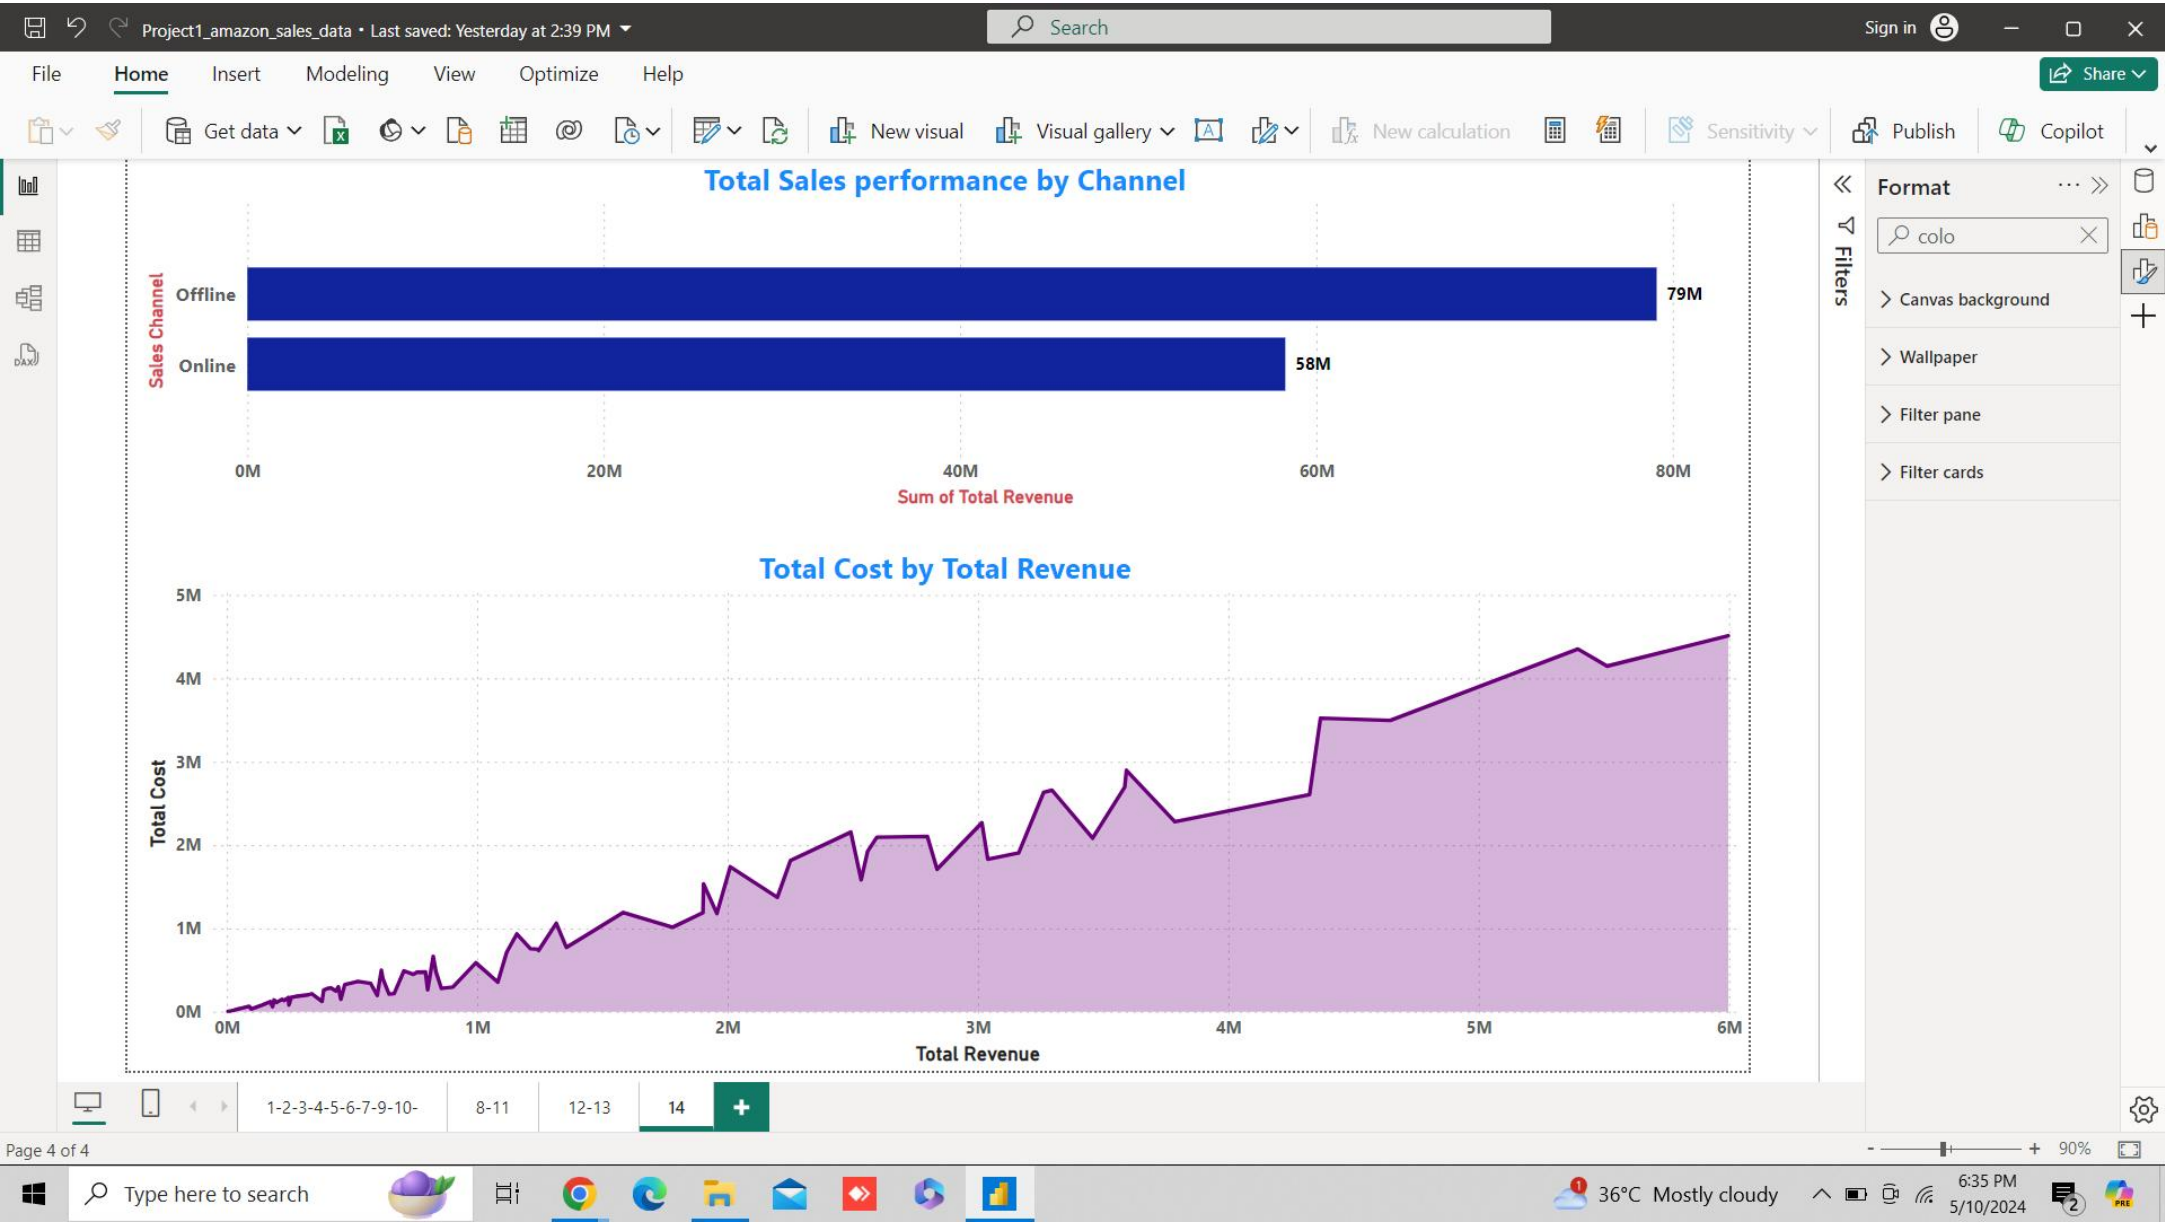 Project1_amazon_sales_data • Last saved: Yesterday at 2:39 PM
Search
Sign in
File Home Insert Modeling View Optimize Help
Share
Get data New visual Visual gallery New calculation Sensitivity Publish Copilot
Total Sales performance by Channel
Sales Channel
Offline 79M
Online 58M
0M 20M 40M 60M 80M
Sum of Total Revenue
Total Cost by Total Revenue
Total Cost
5M
4M
3M
2M
1M
0M
0M 1M 2M 3M 4M 5M 6M
Total Revenue
Filters
Format
colo
Canvas background
Wallpaper
Filter pane
Filter cards
DAX
1-2-3-4-5-6-7-9-10- 8-11 12-13 14 +
Page 4 of 4
- + 90%
Type here to search
1
36°C Mostly cloudy
6:35 PM
5/10/2024
2
PRE